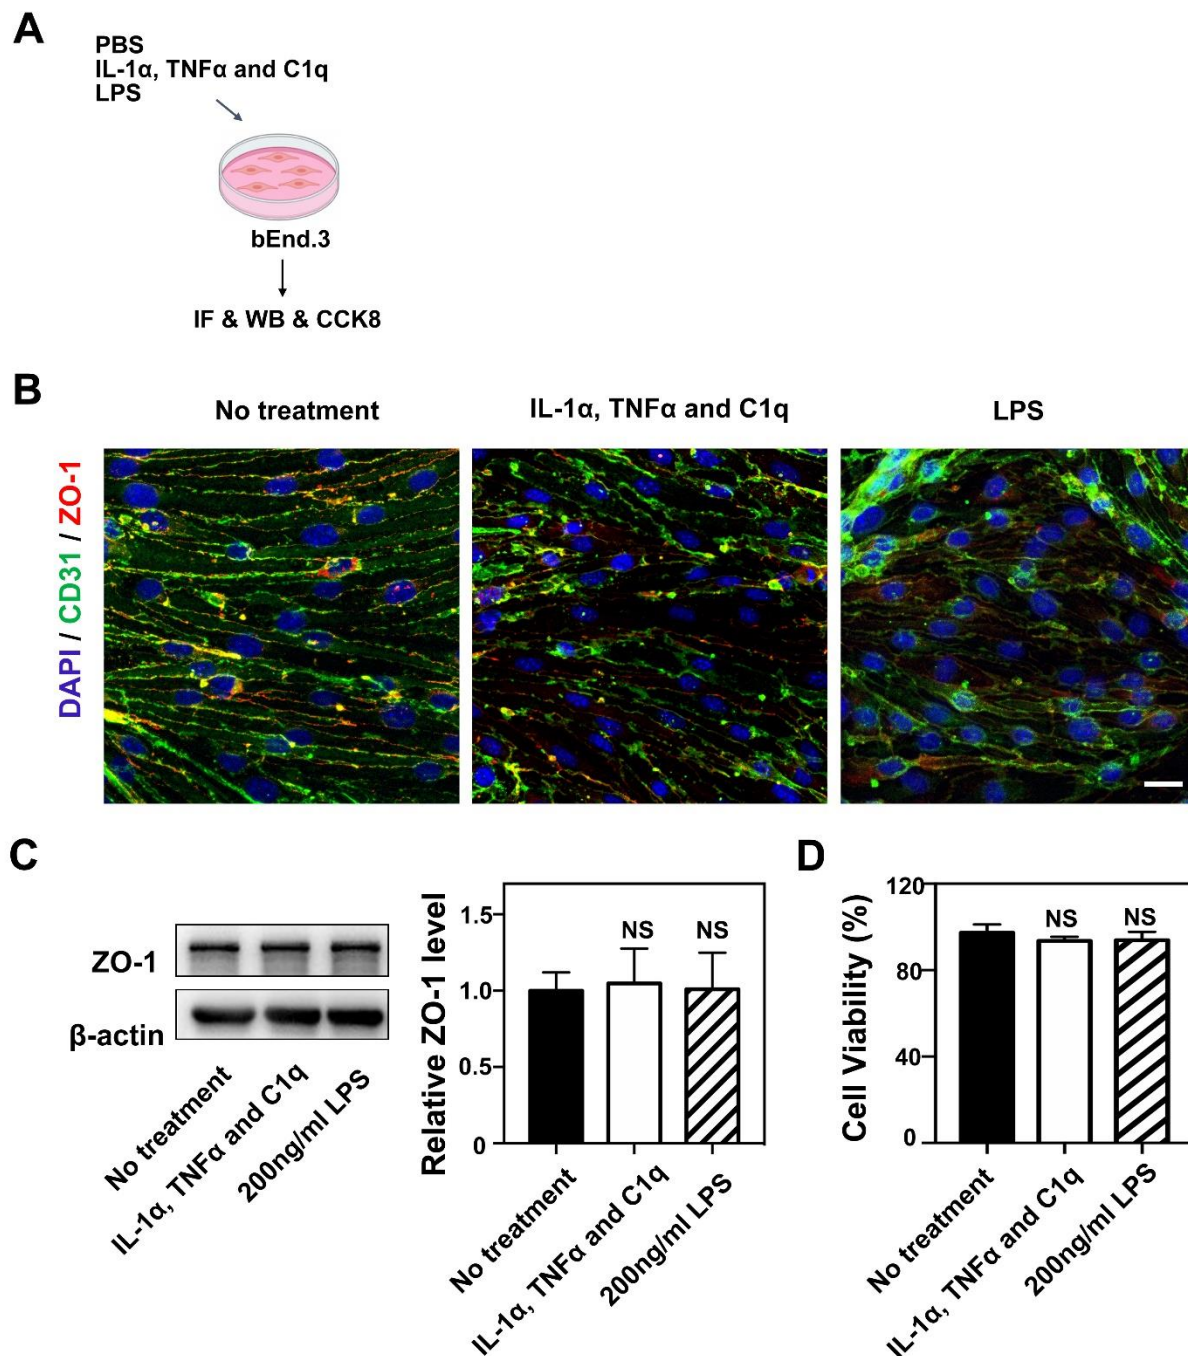 A
PBS
IL-1α, TNFα and C1q
LPS
bEnd.3
IF & WB & CCK8
B
No treatment
IL-1α, TNFα and C1q
LPS
DAPI / CD31 / ZO-1
C
ZO-1
β-actin
No treatment
IL-1α, TNFα and C1q
200ng/ml LPS
Relative ZO-1 level
1.5
1.0
0.5
0
NS
NS
No treatment
IL-1α, TNFα and C1q
200ng/ml LPS
D
Cell Viability (%)
120
80
40
0
NS
NS
No treatment
IL-1α, TNFα and C1q
200ng/ml LPS